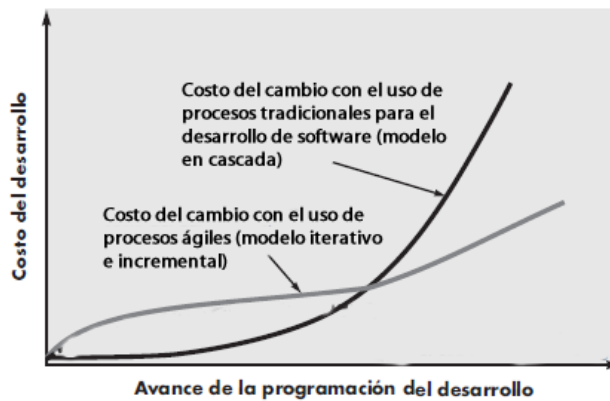 Costo del cambio con el uso de
procesos tradicionales para el
desarrollo de software (modelo
en cascada)
Costo del cambio con el uso de
procesos ágiles (modelo iterativo
e incremental)
Costo del desarrollo
Avance de la programación del desarrollo